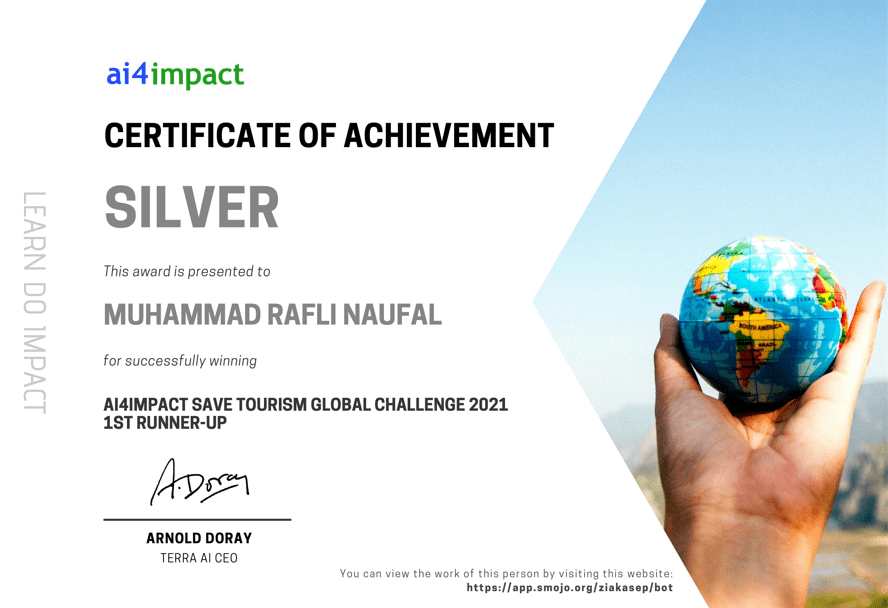 ai4impact
CERTIFICATE OF ACHIEVEMENT
SILVER
This award is presented to
MUHAMMAD RAFLI NAUFAL
for successfully winning
AI4IMPACT SAVE TOURISM GLOBAL CHALLENGE 2021
1ST RUNNER-UP
A.Doray
ARNOLD DORAY
TERRA AI CEO
You can view the work of this person by visiting this website:
https://app.smojo.org/ziakasep/bot
LEARN DO IMPACT
ATLANTIC
SOUTH AMERICA
BRAZIL